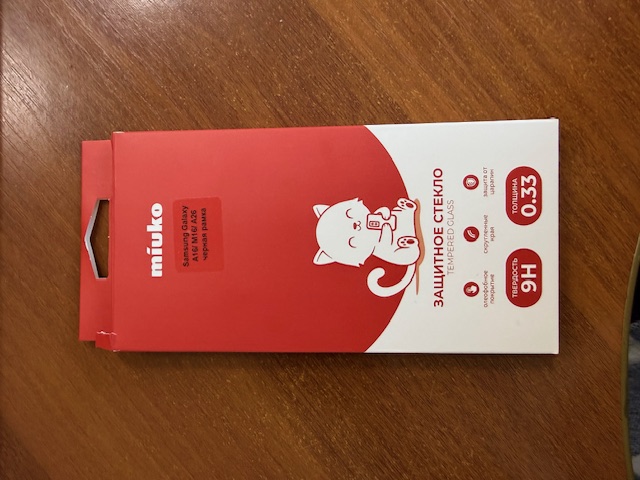 miuko
Samsung Galaxy
A16/ M16/ A26
черная рамка
ЗАЩИТНОЕ СТЕКЛО
TEMPERED GLASS
олеофобное
покрытие
скругленные
края
защита от
царапин
ТВЕРДОСТЬ
9H
ТОЛЩИНА
0.33